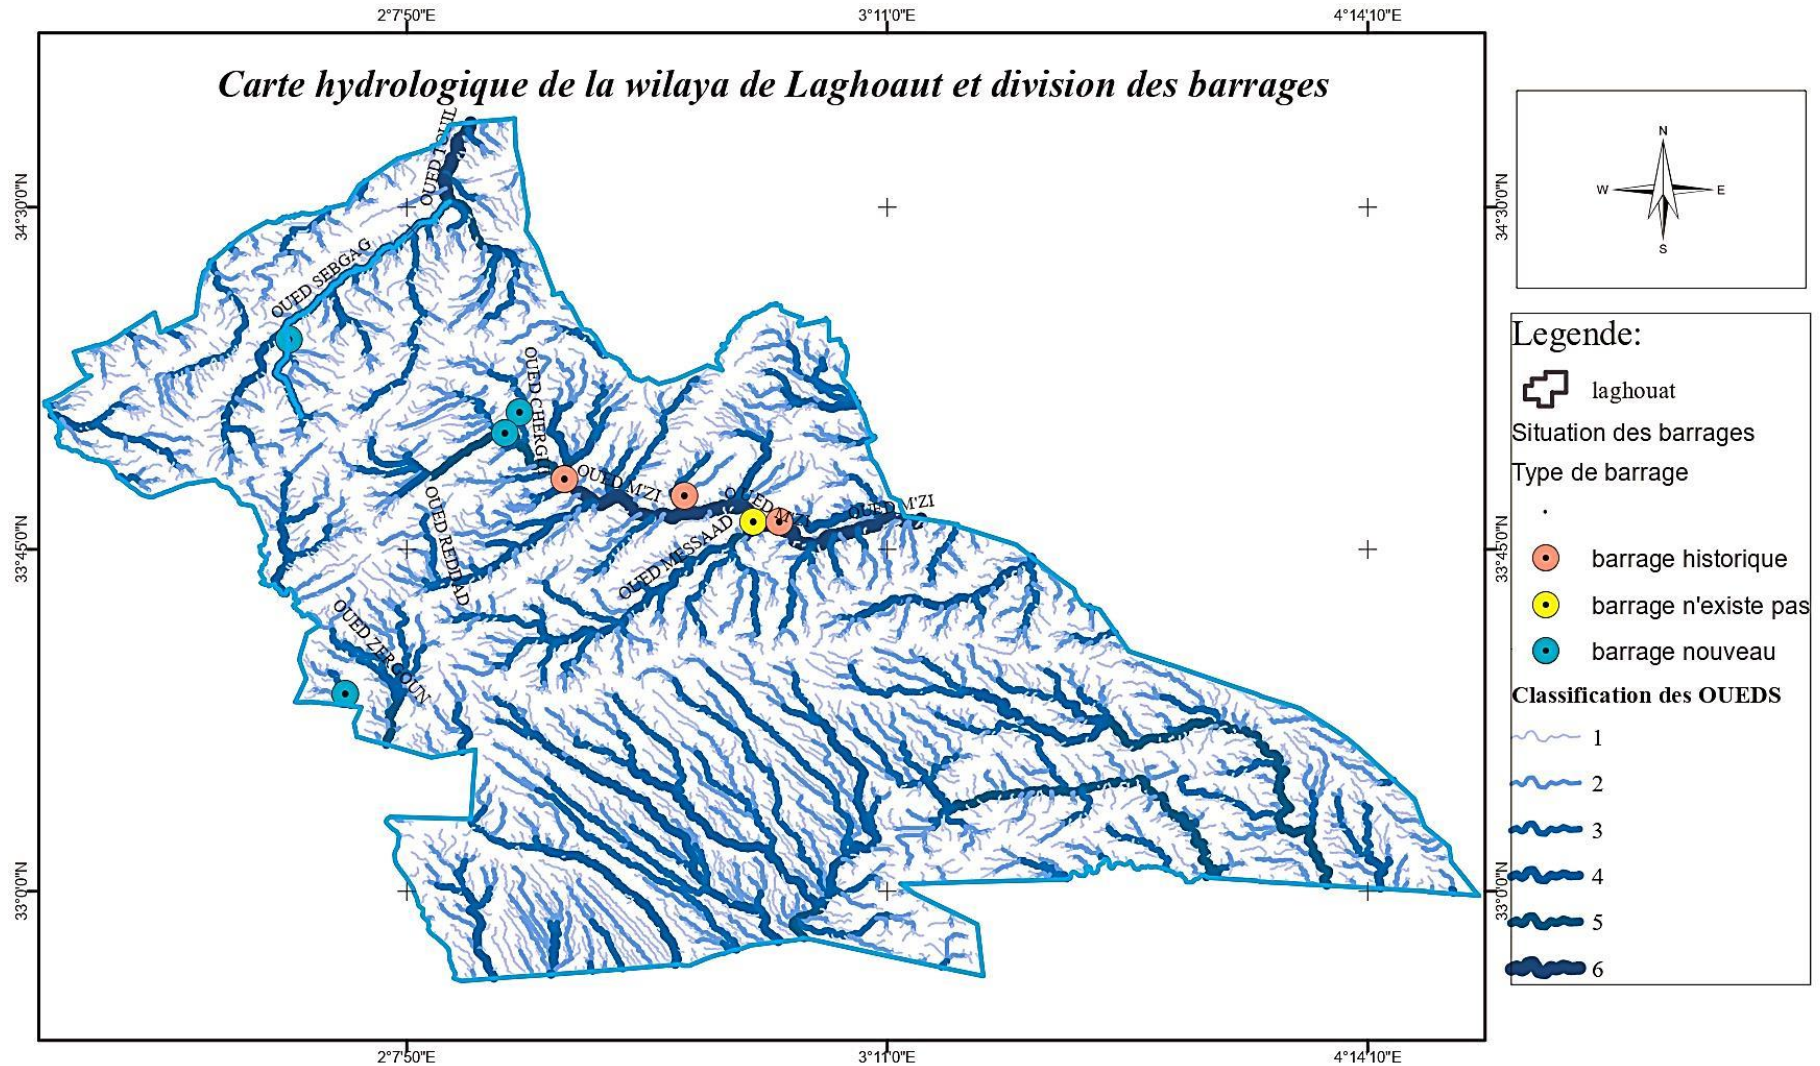 2°7'50"E
3°11'0"E
4°14'10"E
Carte hydrologique de la wilaya de Laghoaut et division des barrages
34°30'0"N
34°30'0"N
33°45'0"N
33°45'0"N
33°0'0"N
33°0'0"N
OUED TOUIL
OUED SEBGAG
OUED CHERGUI
OUED M'ZI
OUED M'ZI
OUED M'ZI
OUED MESSAAD
OUED REDDAD
OUED ZERGOUN
2°7'50"E
3°11'0"E
4°14'10"E
N
W
E
S
Legende:
laghouat
Situation des barrages
Type de barrage
barrage historique
barrage n'existe pas
barrage nouveau
Classification des OUEDS
1
2
3
4
5
6